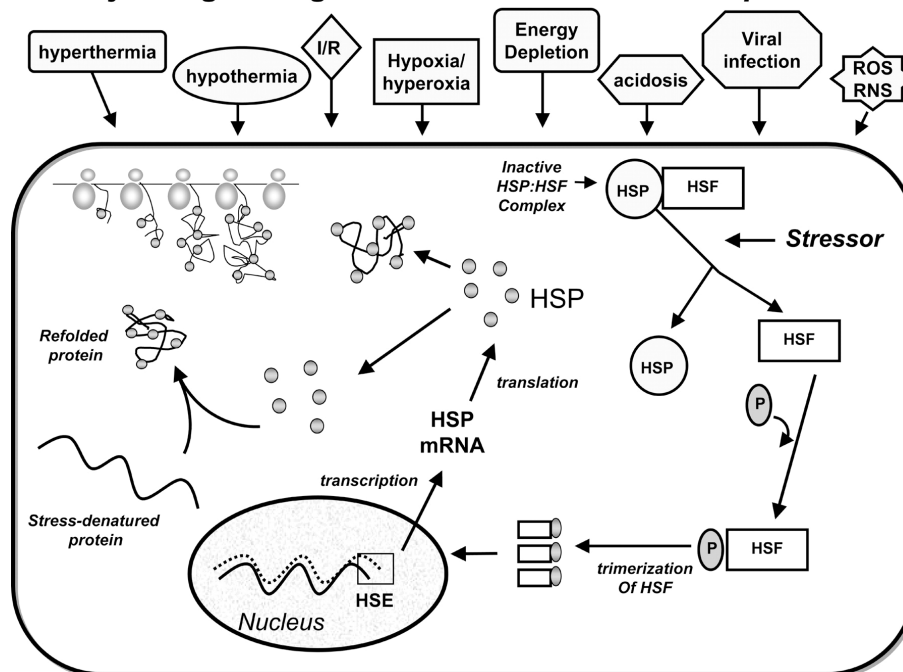 hyperthermia
hypothermia
I/R
Hypoxia/
hyperoxia
Energy
Depletion
acidosis
Viral
infection
ROS
RNS
Inactive
HSP:HSF
Complex
HSP
HSF
Stressor
HSP
HSP
HSF
Refolded
protein
translation
P
HSP
mRNA
transcription
Stress-denatured
protein
P
HSF
trimerization
Of HSF
HSE
Nucleus